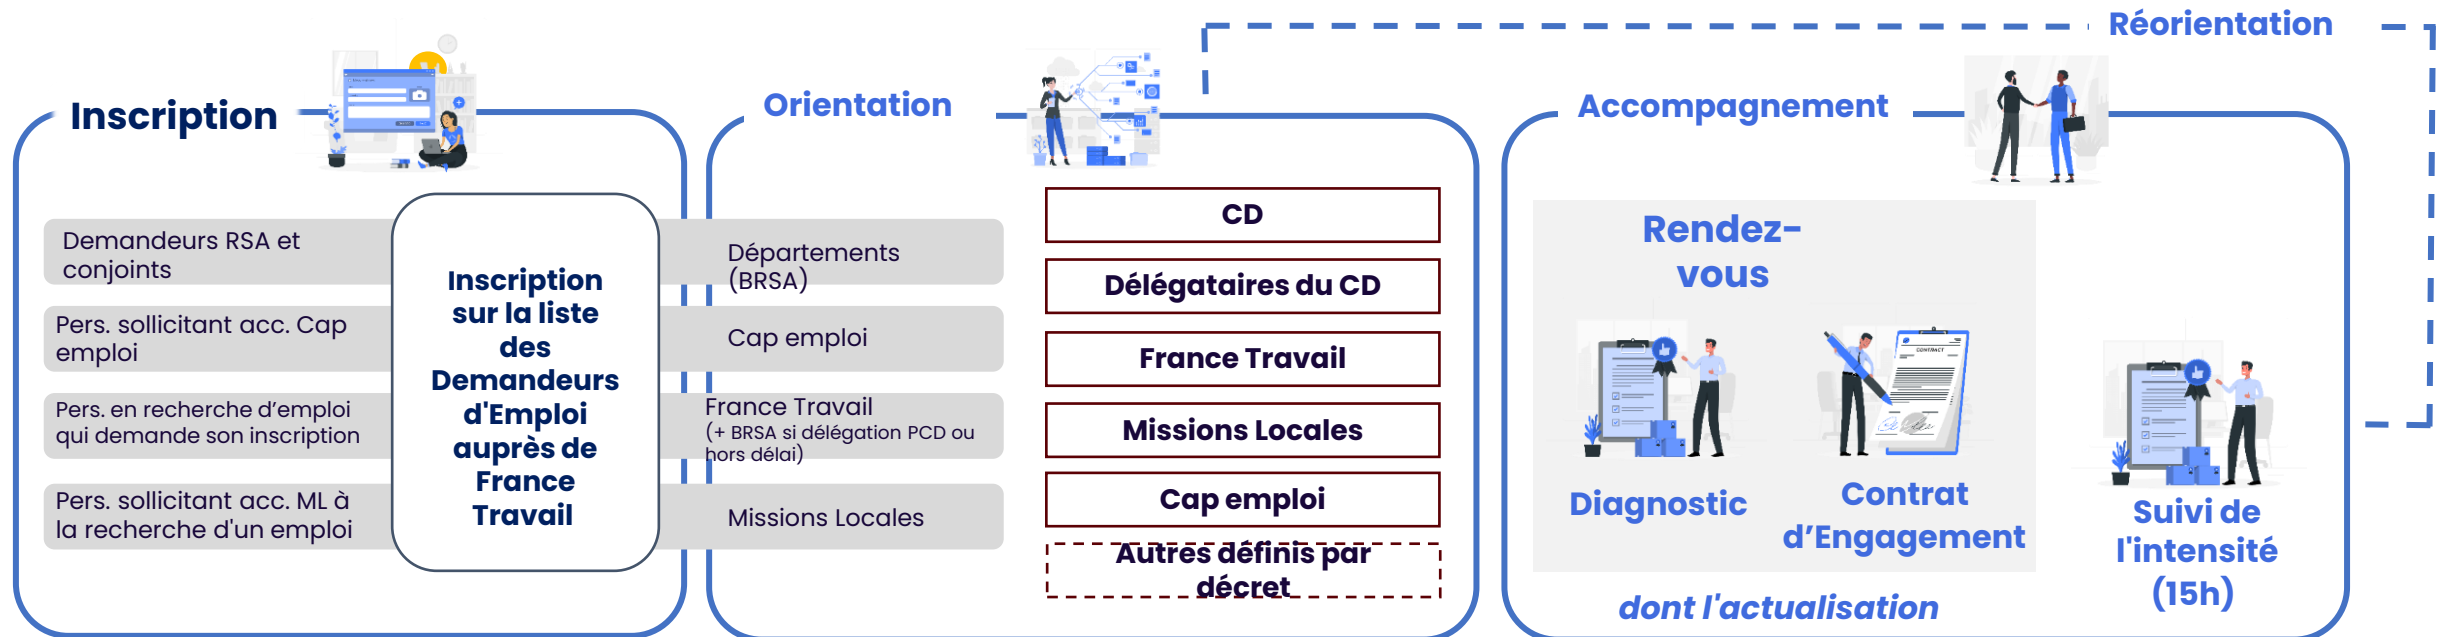 Réorientation
Inscription
Demandeurs RSA et
conjoints
Pers. sollicitant acc. Cap
emploi
Pers. en recherche d’emploi
qui demande son inscription
Pers. sollicitant acc. ML à
la recherche d'un emploi
Inscription
sur la liste
des
Demandeurs
d'Emploi
auprès de
France
Travail
Orientation
Départements
(BRSA)
Cap emploi
France Travail
(+ BRSA si délégation PCD ou
hors délai)
Missions Locales
CD
Délégataires du CD
France Travail
Missions Locales
Cap emploi
Autres définis par
décret
Accompagnement
Rendez-
vous
Diagnostic
CONTRACT
Contrat
d’Engagement
dont l'actualisation
Suivi de
l'intensité
(15h)